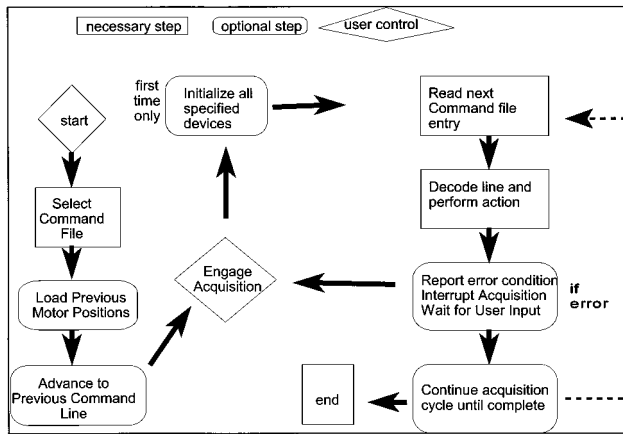 necessary step
optional step
user control
start
Select
Command
File
Load Previous
Motor Positions
Advance to
Previous Command
Line
Engage
Acquisition
first
time
only
Initialize all
specified
devices
Read next
Command file
entry
Decode line and
perform action
Report error condition
Interrupt Acquisition
Wait for User Input
if
error
Continue acquisition
cycle until complete
end